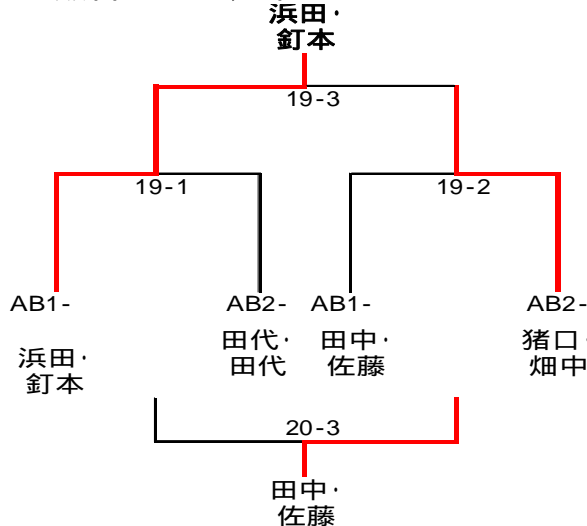 浜田・
釘本
19-3
19-1
19-2
AB1-
AB2-
AB1-
AB2-
浜田・
釘本
田代・
田代
田中・
佐藤
猪口・
畑中
20-3
田中・
佐藤